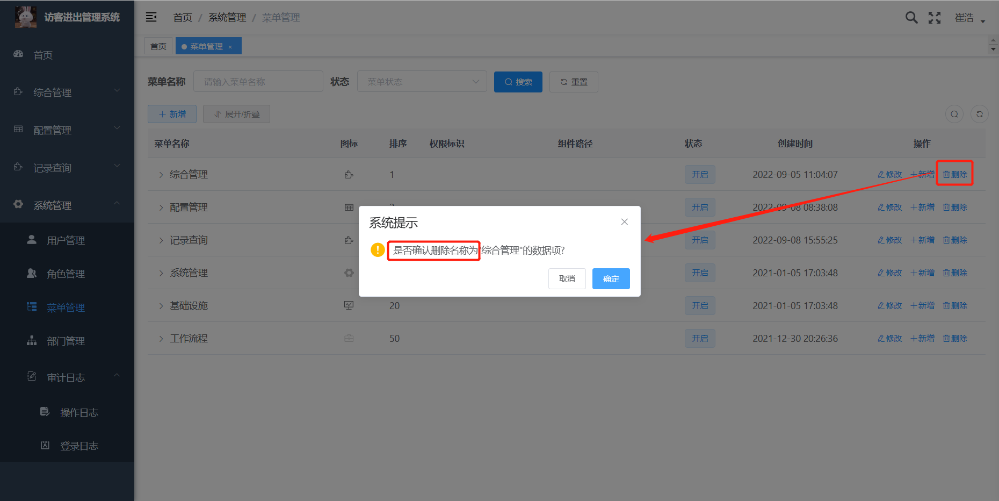 访客进出管理系统
首页 / 系统管理 / 菜单管理
崔浩
首页
菜单管理 ×
首页
综合管理
配置管理
记录查询
系统管理
用户管理
角色管理
菜单管理
部门管理
审计日志
操作日志
登录日志
菜单名称 请输入菜单名称 状态 菜单状态 搜索 重置
新增 展开/折叠
菜单名称 图标 排序 权限标识 组件路径 状态 创建时间 操作
综合管理 1 开启 2022-09-05 11:04:07 修改 新增 删除
配置管理 开启 2022-09-08 08:38:08 修改 新增 删除
记录查询 开启 2022-09-08 15:55:25 修改 新增 删除
系统管理 开启 2021-01-05 17:03:48 修改 新增 删除
基础设施 20 开启 2021-01-05 17:03:48 修改 新增 删除
工作流程 50 开启 2021-12-30 20:26:36 修改 新增 删除
系统提示
是否确认删除名称为"综合管理"的数据项?
取消 确定